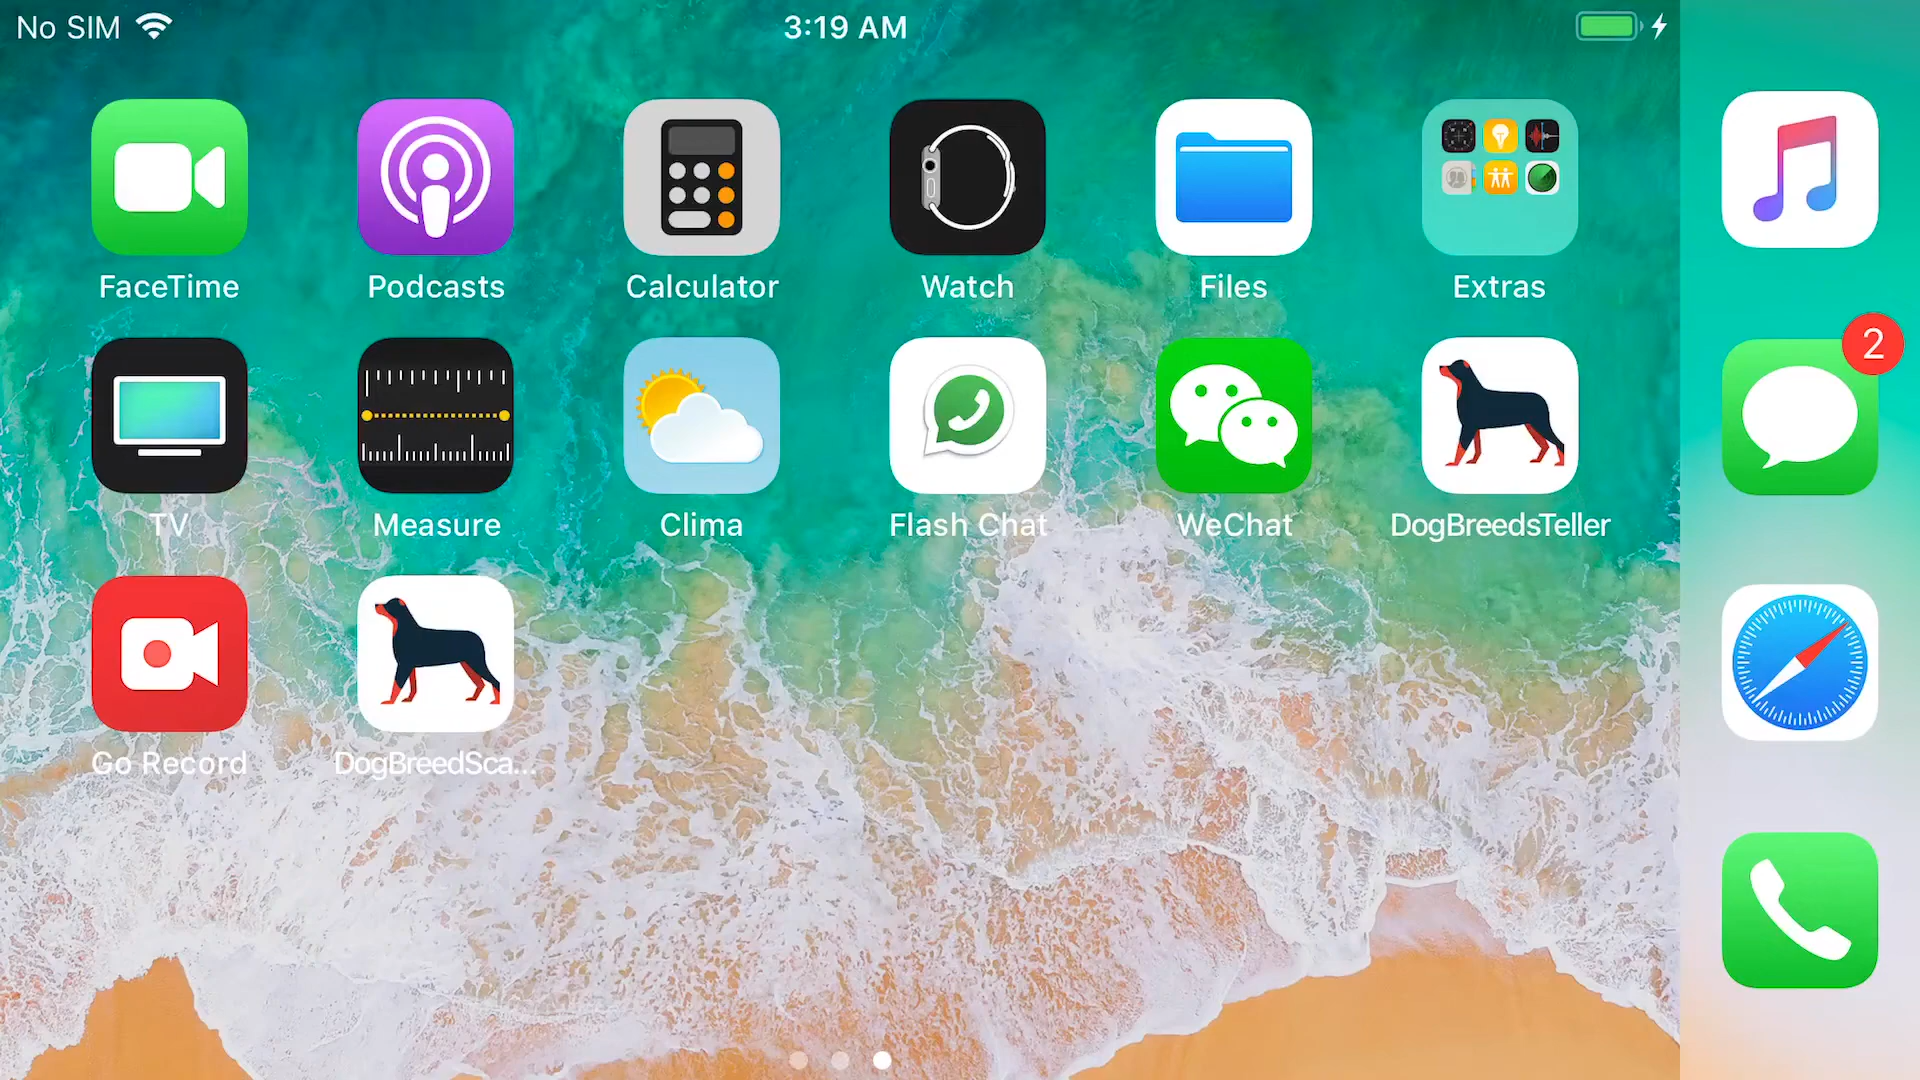 No SIM
3:19 AM
FaceTime
Podcasts
Calculator
Watch
Files
Extras
2
TV
Measure
Clima
Flash Chat
WeChat
DogBreedsTeller
Go Record
DogBreedSca...